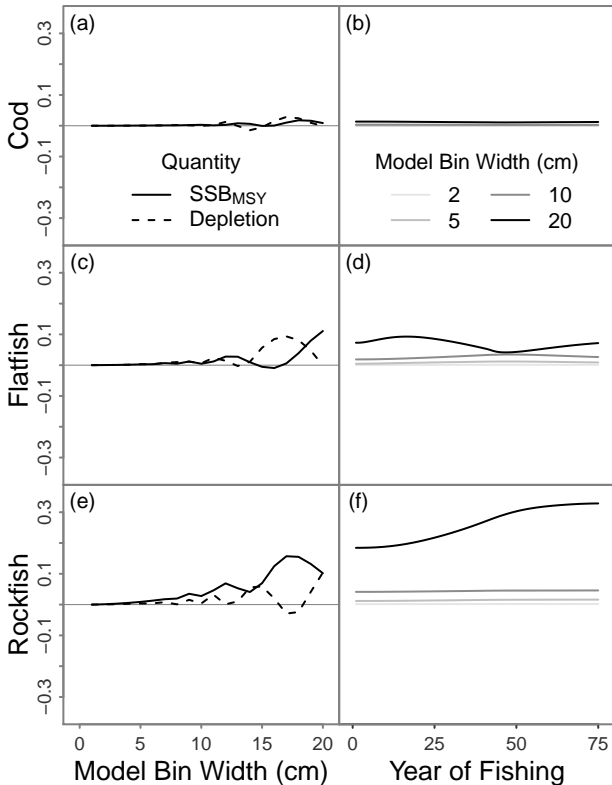 (a)
(b)
0.3
0.1
−0.1
−0.3
Cod
Quantity
SSBMSY
Depletion
Model Bin Width (cm)
2 10
5 20
(c)
(d)
0.3
0.1
−0.1
−0.3
Flatfish
(e)
(f)
0.3
0.1
−0.1
−0.3
Rockfish
0 5 10 15 20
0 25 50 75
Model Bin Width (cm)
Year of Fishing